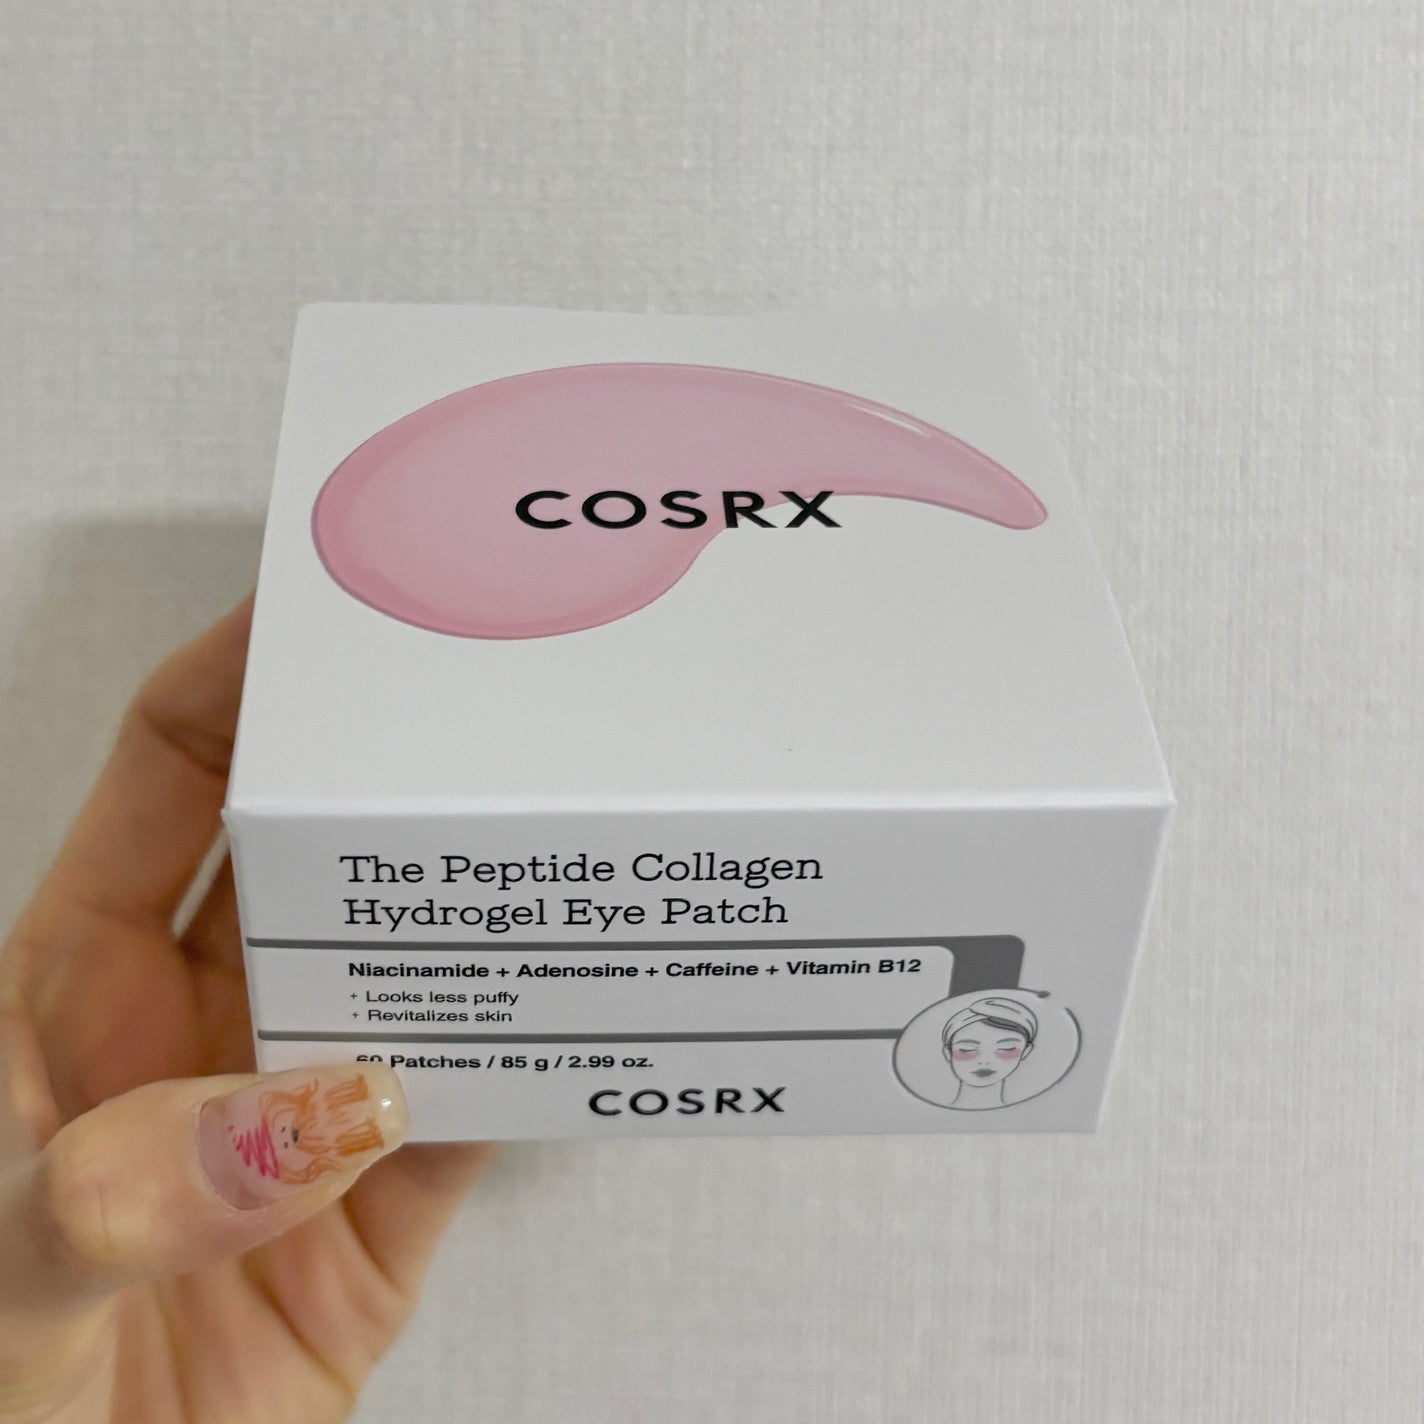 COSRX
The Peptide Collagen
Hydrogel Eye Patch
Niacinamide + Adenosine + Caffeine + Vitamin B12
+ Looks less puffy
+ Revitalizes skin
60 Patches / 85 g / 2.99 oz.
COSRX